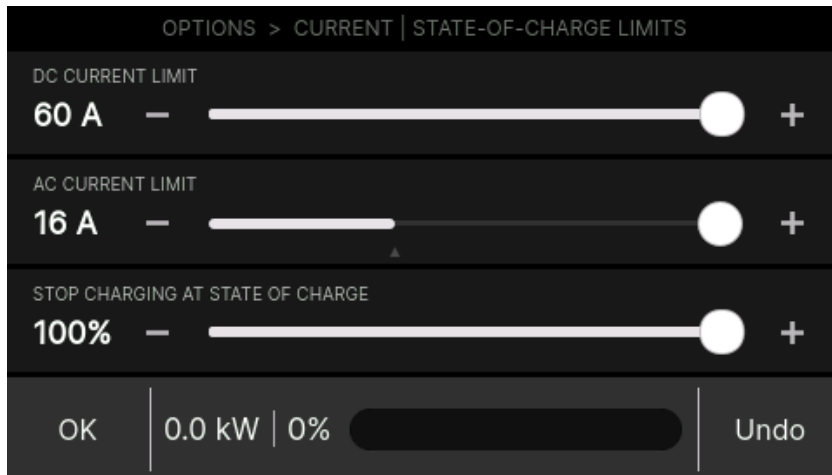 OPTIONS > CURRENT | STATE-OF-CHARGE LIMITS
DC CURRENT LIMIT
60 A − +
AC CURRENT LIMIT
16 A − +
STOP CHARGING AT STATE OF CHARGE
100% − +
OK 0.0 kW | 0% Undo